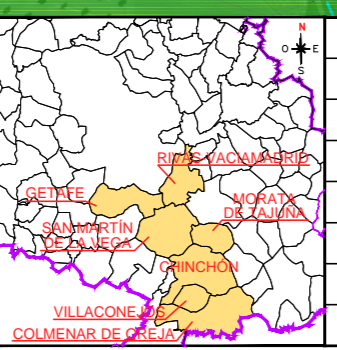 N
O E
S
RIVAS VACIAMADRID
GETAFE
MORATA
DE TAJUÑA
SAN MARTÍN
DE LA VEGA
CHINCHÓN
VILLACONEJOS
COLMENAR DE OREJA